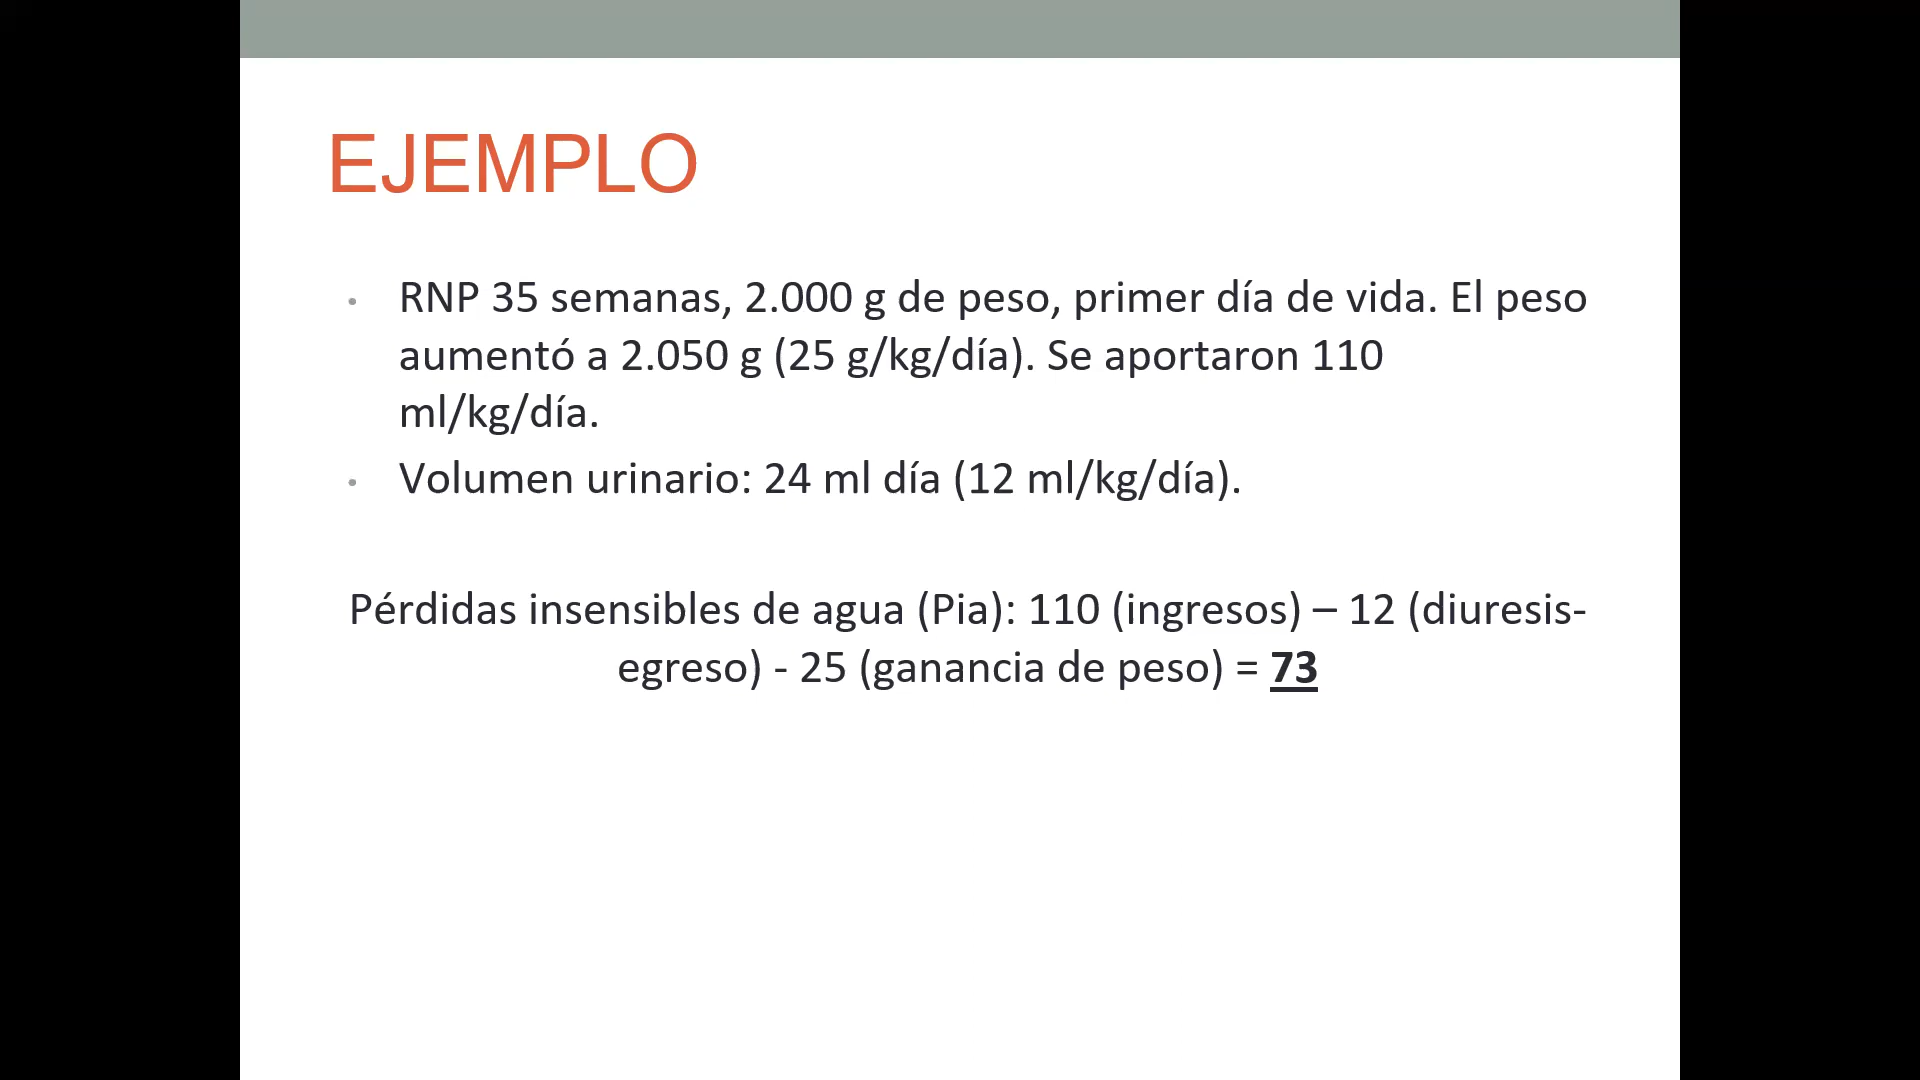 EJEMPLO
• RNP 35 semanas, 2.000 g de peso, primer día de vida. El peso
aumentó a 2.050 g (25 g/kg/día). Se aportaron 110
ml/kg/día.
• Volumen urinario: 24 ml día (12 ml/kg/día).
Pérdidas insensibles de agua (Pia): 110 (ingresos) – 12 (diuresis-
egreso) - 25 (ganancia de peso) = 73